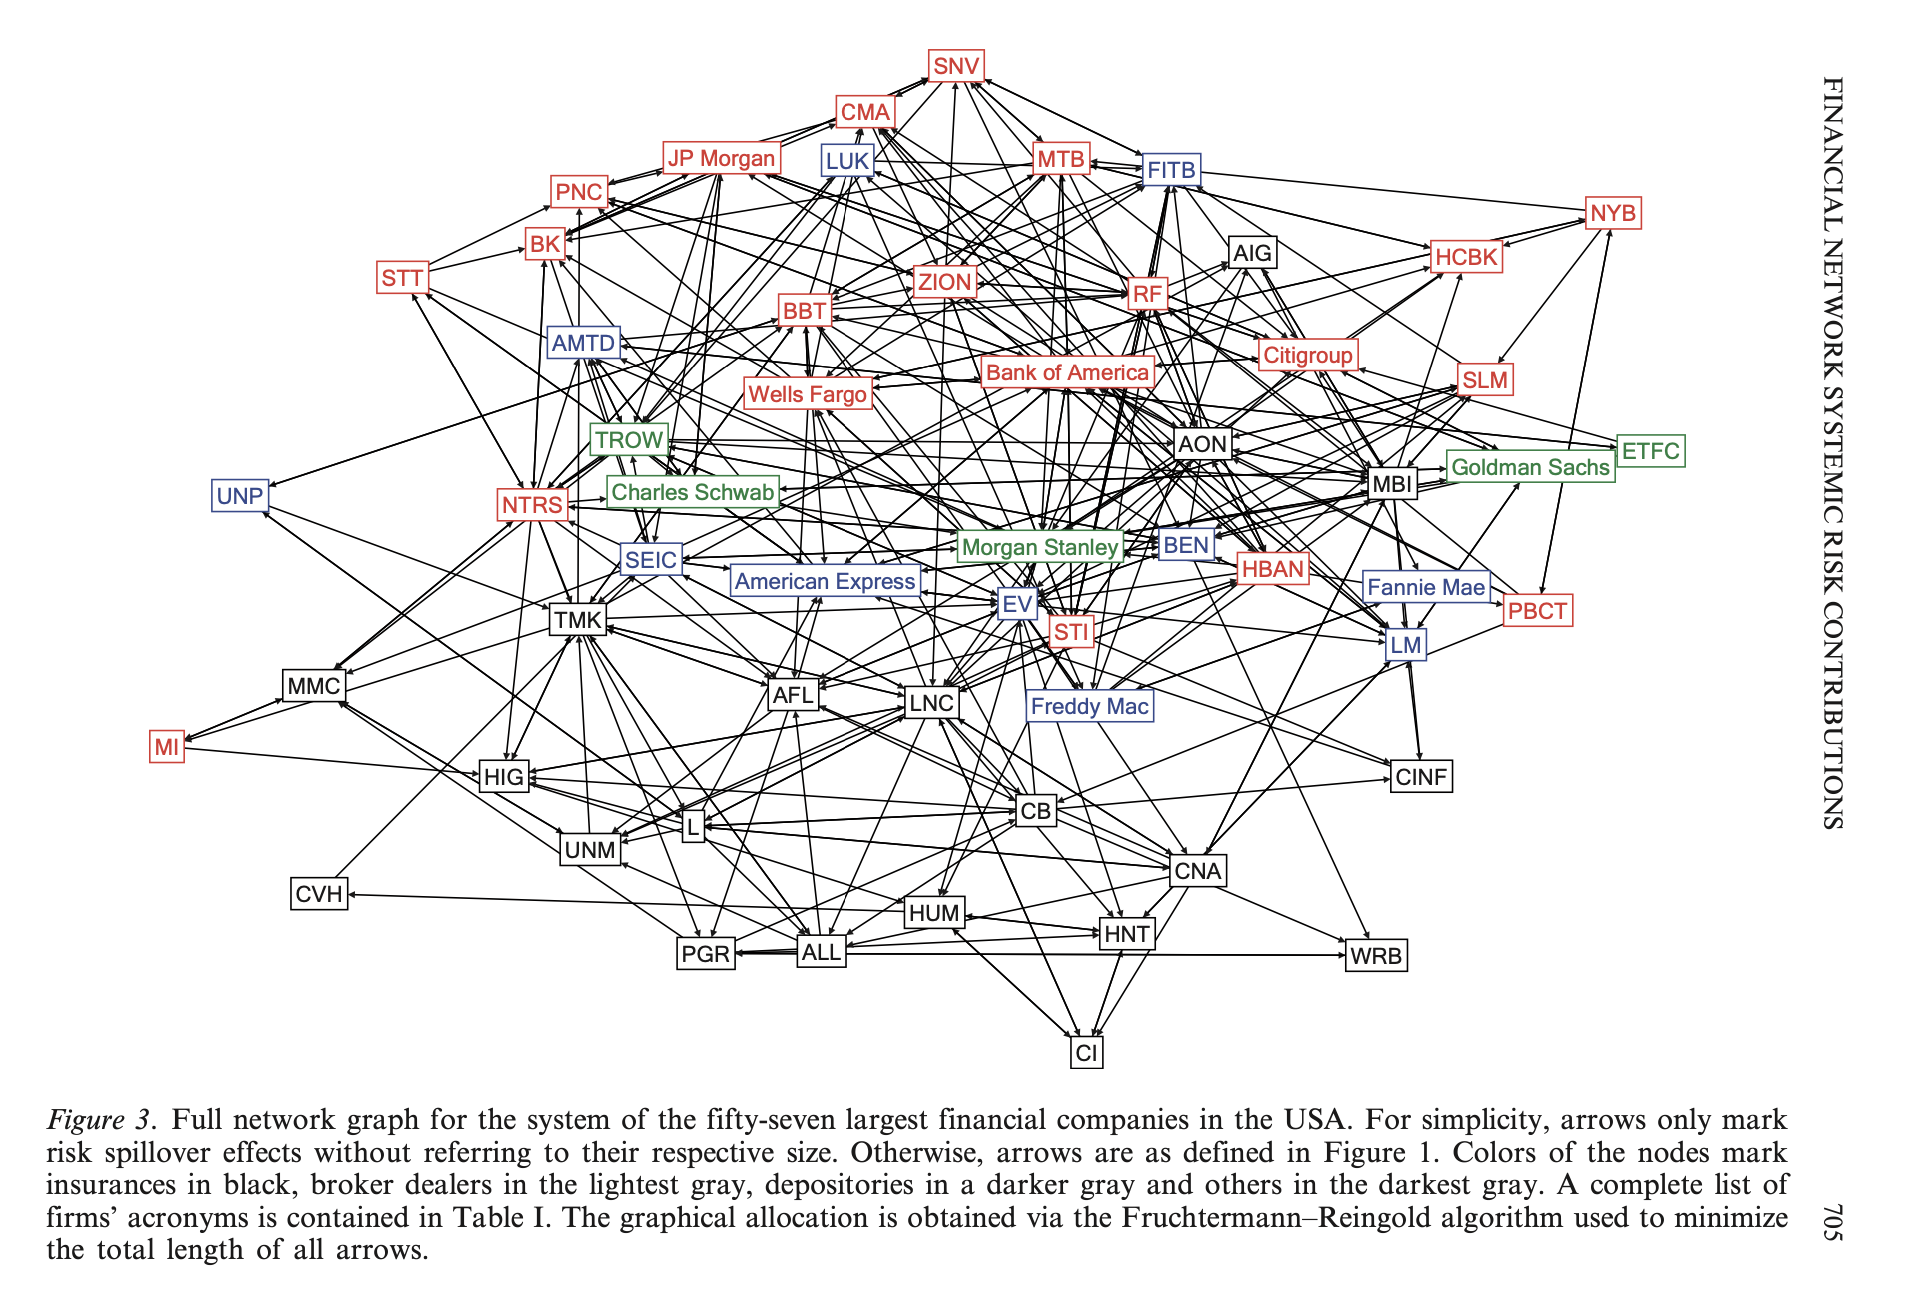 SNV
CMA
JP Morgan
LUK
MTB
FITB
PNC
NYB
BK
AIG
HCBK
STT
ZION
RF
BBT
AMTD
Citigroup
Bank of America
SLM
Wells Fargo
TROW
AON
ETFC
Goldman Sachs
MBI
UNP
Charles Schwab
NTRS
Morgan Stanley
BEN
SEIC
HBAN
American Express
Fannie Mae
EV
PBCT
TMK
STI
LM
MMC
AFL
LNC
Freddy Mac
MI
HIG
CINF
CB
L
UNM
CNA
CVH
HUM
HNT
PGR
ALL
WRB
CI
Figure 3. Full network graph for the system of the fifty-seven largest financial companies in the USA. For simplicity, arrows only mark
risk spillover effects without referring to their respective size. Otherwise, arrows are as defined in Figure 1. Colors of the nodes mark
insurances in black, broker dealers in the lightest gray, depositories in a darker gray and others in the darkest gray. A complete list of
firms’ acronyms is contained in Table I. The graphical allocation is obtained via the Fruchtermann–Reingold algorithm used to minimize
the total length of all arrows.
FINANCIAL NETWORK SYSTEMIC RISK CONTRIBUTIONS
705